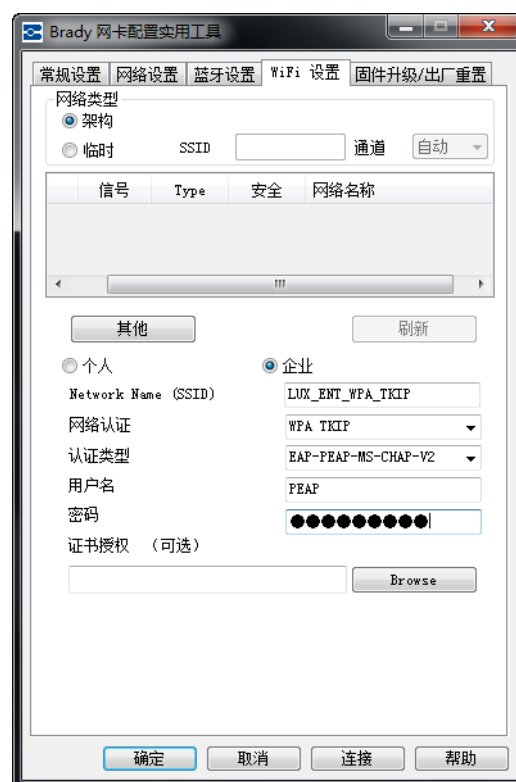 Brady 网卡配置实用工具
常规设置 网络设置 蓝牙设置 WiFi 设置 固件升级/出厂重置
网络类型
架构
临时 SSID 通道 自动
信号 Type 安全 网络名称
其他 刷新
个人 企业
Network Name (SSID) LUX_ENT_WPA_TKIP
网络认证 WPA TKIP
认证类型 EAP-PEAP-MS-CHAP-V2
用户名 PEAP
密码 ●●●●●●●●●
证书授权 （可选）
Browse
确定 取消 连接 帮助